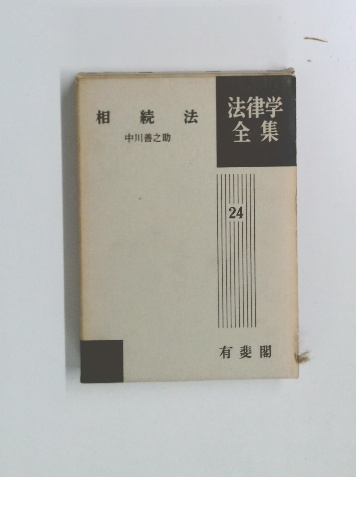 相続法
中川善之助
法律学
全集
24
有斐閣